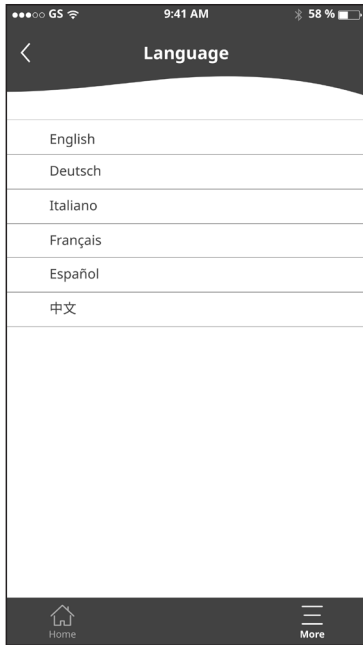 GS 9:41 AM 58 %
Language
English
Deutsch
Italiano
Français
Español
中文
Home More